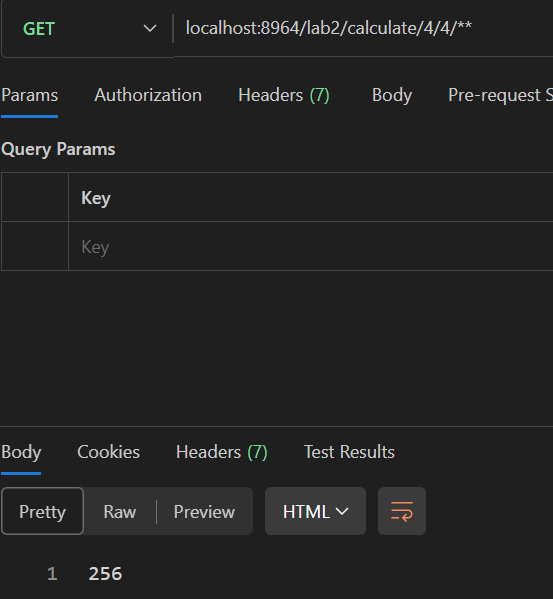 GET localhost:8964/lab2/calculate/4/4/**
Params Authorization Headers (7) Body Pre-request S
Query Params
Key
Key
Body Cookies Headers (7) Test Results
Pretty Raw Preview HTML
1 256